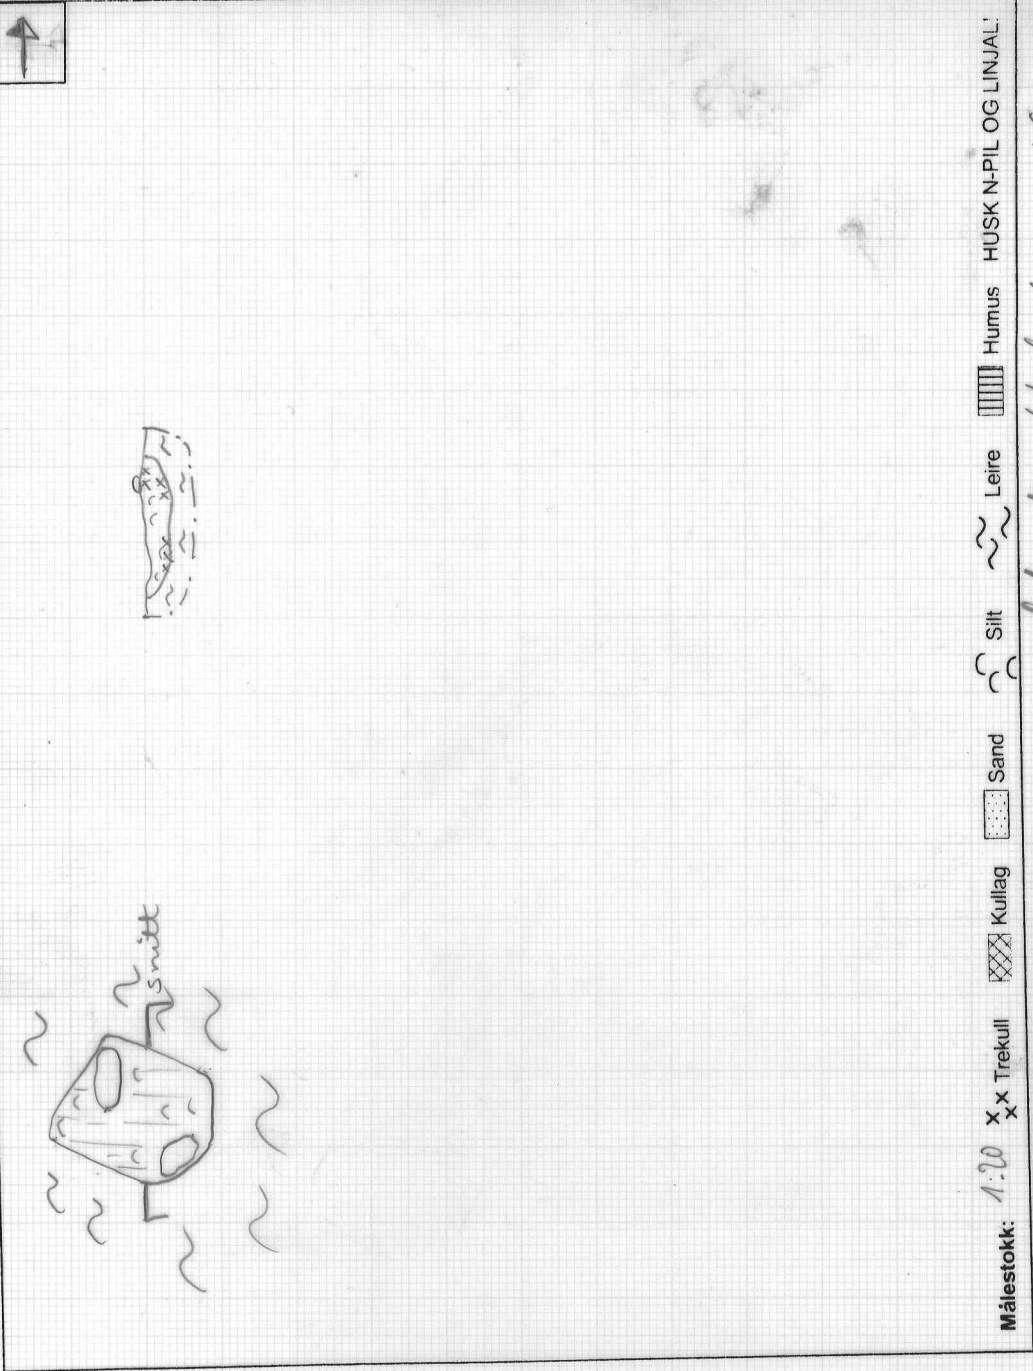 snitt
Målestokk: 1:20 x x x Trekull Kullag Sand Silt Leire Humus HUSK N-PIL OG LINJAL!